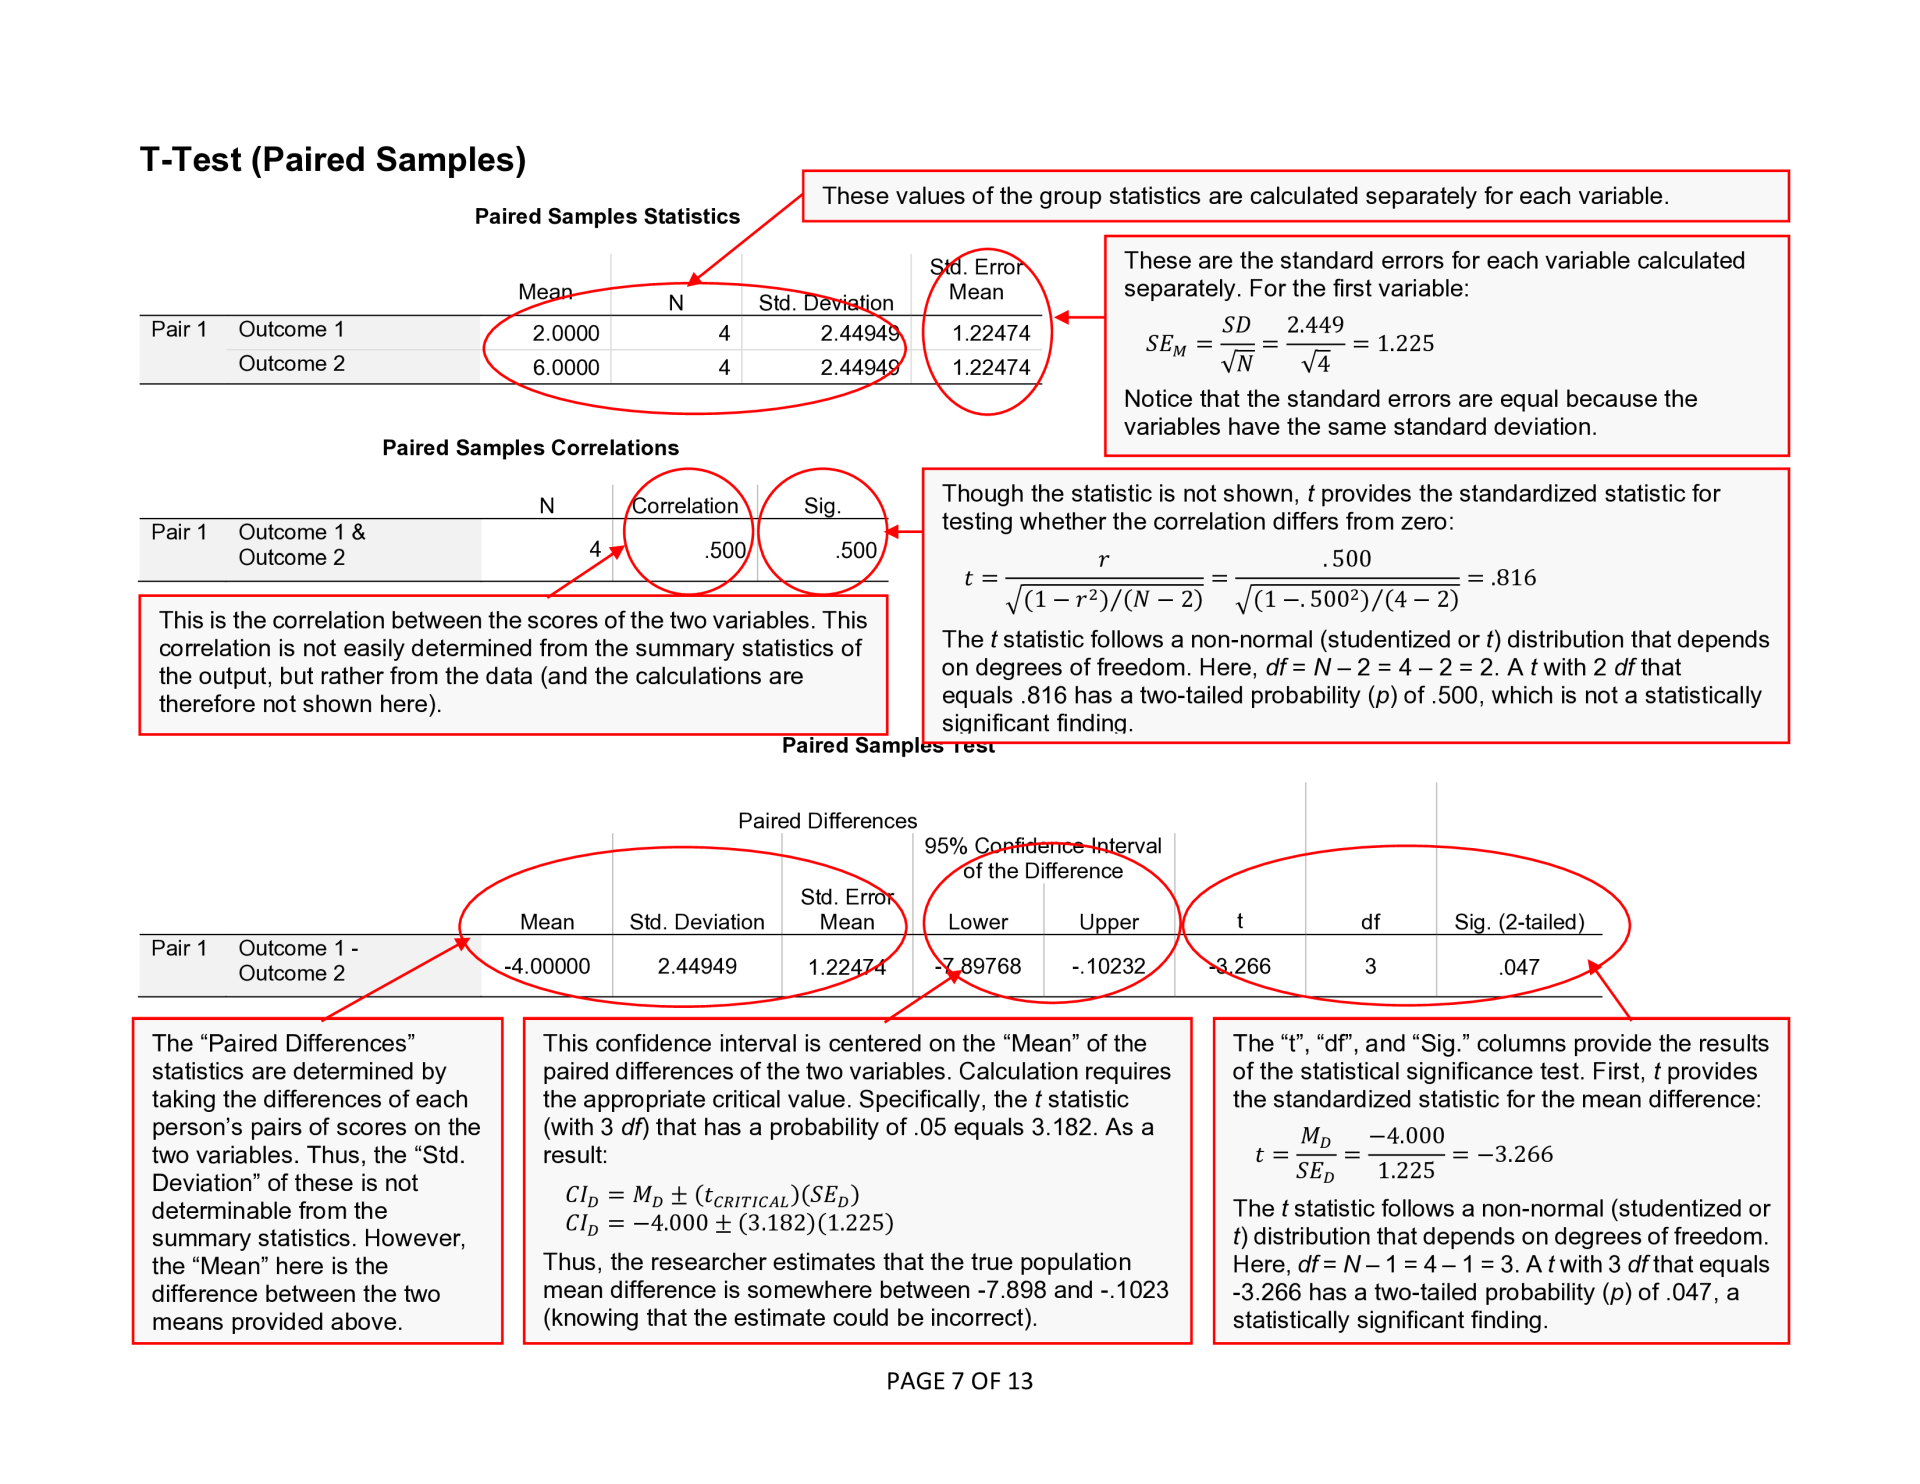 T-Test (Paired Samples)
These values of the group statistics are calculated separately for each variable.
Paired Samples Statistics
Mean N Std. Deviation Std. Error
Mean
Pair 1 Outcome 1 2.0000 4 2.44949 1.22474
Outcome 2 6.0000 4 2.44949 1.22474
These are the standard errors for each variable calculated
separately. For the first variable:
SE_M = SD/√N = 2.449/√4 = 1.225
Notice that the standard errors are equal because the
variables have the same standard deviation.
Paired Samples Correlations
N Correlation Sig.
Pair 1 Outcome 1 &
Outcome 2 4 .500 .500
Though the statistic is not shown, t provides the standardized statistic for
testing whether the correlation differs from zero:
t = r/√((1 − r²)/(N − 2)) = .500/√((1 −.500²)/(4 − 2)) = .816
The t statistic follows a non-normal (studentized or t) distribution that depends
on degrees of freedom. Here, df = N – 2 = 4 – 2 = 2. A t with 2 df that
equals .816 has a two-tailed probability (p) of .500, which is not a statistically
significant finding.
This is the correlation between the scores of the two variables. This
correlation is not easily determined from the summary statistics of
the output, but rather from the data (and the calculations are
therefore not shown here).
Paired Samples Test
Paired Differences
95% Confidence Interval
of the Difference
Mean Std. Deviation Std. Error
Mean Lower Upper t df Sig. (2-tailed)
Pair 1 Outcome 1 -
Outcome 2 -4.00000 2.44949 1.22474 -7.89768 -.10232 -3.266 3 .047
The “Paired Differences”
statistics are determined by
taking the differences of each
person’s pairs of scores on the
two variables. Thus, the “Std.
Deviation” of these is not
determinable from the
summary statistics. However,
the “Mean” here is the
difference between the two
means provided above.
This confidence interval is centered on the “Mean” of the
paired differences of the two variables. Calculation requires
the appropriate critical value. Specifically, the t statistic
(with 3 df) that has a probability of .05 equals 3.182. As a
result:
CI_D = M_D ± (t_CRITICAL)(SE_D)
CI_D = −4.000 ± (3.182)(1.225)
Thus, the researcher estimates that the true population
mean difference is somewhere between -7.898 and -.1023
(knowing that the estimate could be incorrect).
The “t”, “df”, and “Sig.” columns provide the results
of the statistical significance test. First, t provides
the standardized statistic for the mean difference:
t = M_D/SE_D = −4.000/1.225 = −3.266
The t statistic follows a non-normal (studentized or
t) distribution that depends on degrees of freedom.
Here, df = N – 1 = 4 – 1 = 3. A t with 3 df that equals
-3.266 has a two-tailed probability (p) of .047, a
statistically significant finding.
PAGE 7 OF 13